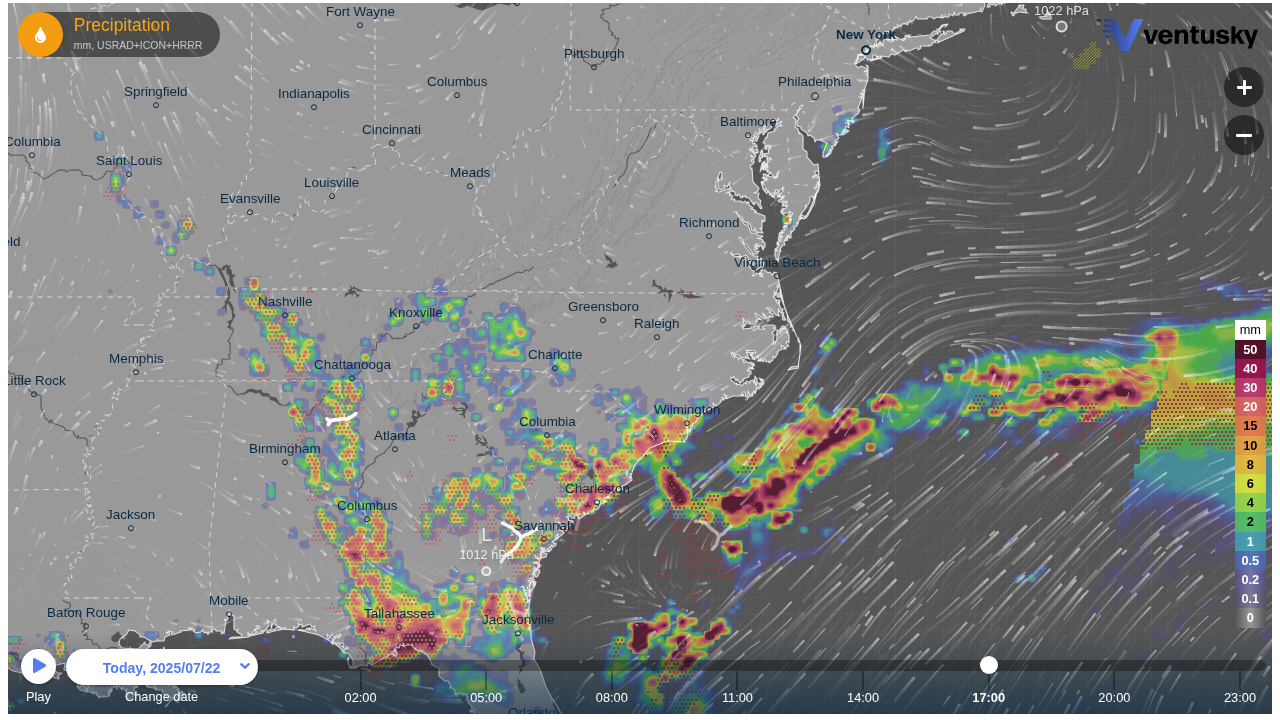 Precipitation
mm, USRAD+ICON+HRRR
Fort Wayne
1022 hPa
ventusky
New York
Pittsburgh
Philadelphia
Springfield
Indianapolis
Columbus
Baltimore
Cincinnati
Columbia
Saint Louis
Louisville
Meads
Evansville
Richmond
eld
Virginia Beach
Nashville
Knoxville
Greensboro
Raleigh
Memphis
Chattanooga
Charlotte
Little Rock
Wilmington
Columbia
Atlanta
Birmingham
Charleston
Columbus
Jackson
Savannah
L
1012 hPa
Mobile
Baton Rouge
Tallahassee
Jacksonville
Orlando
mm
50
40
30
20
15
10
8
6
4
2
1
0.5
0.2
0.1
0
Today, 2025/07/22
Play
Change date
02:00
05:00
08:00
11:00
14:00
17:00
20:00
23:00